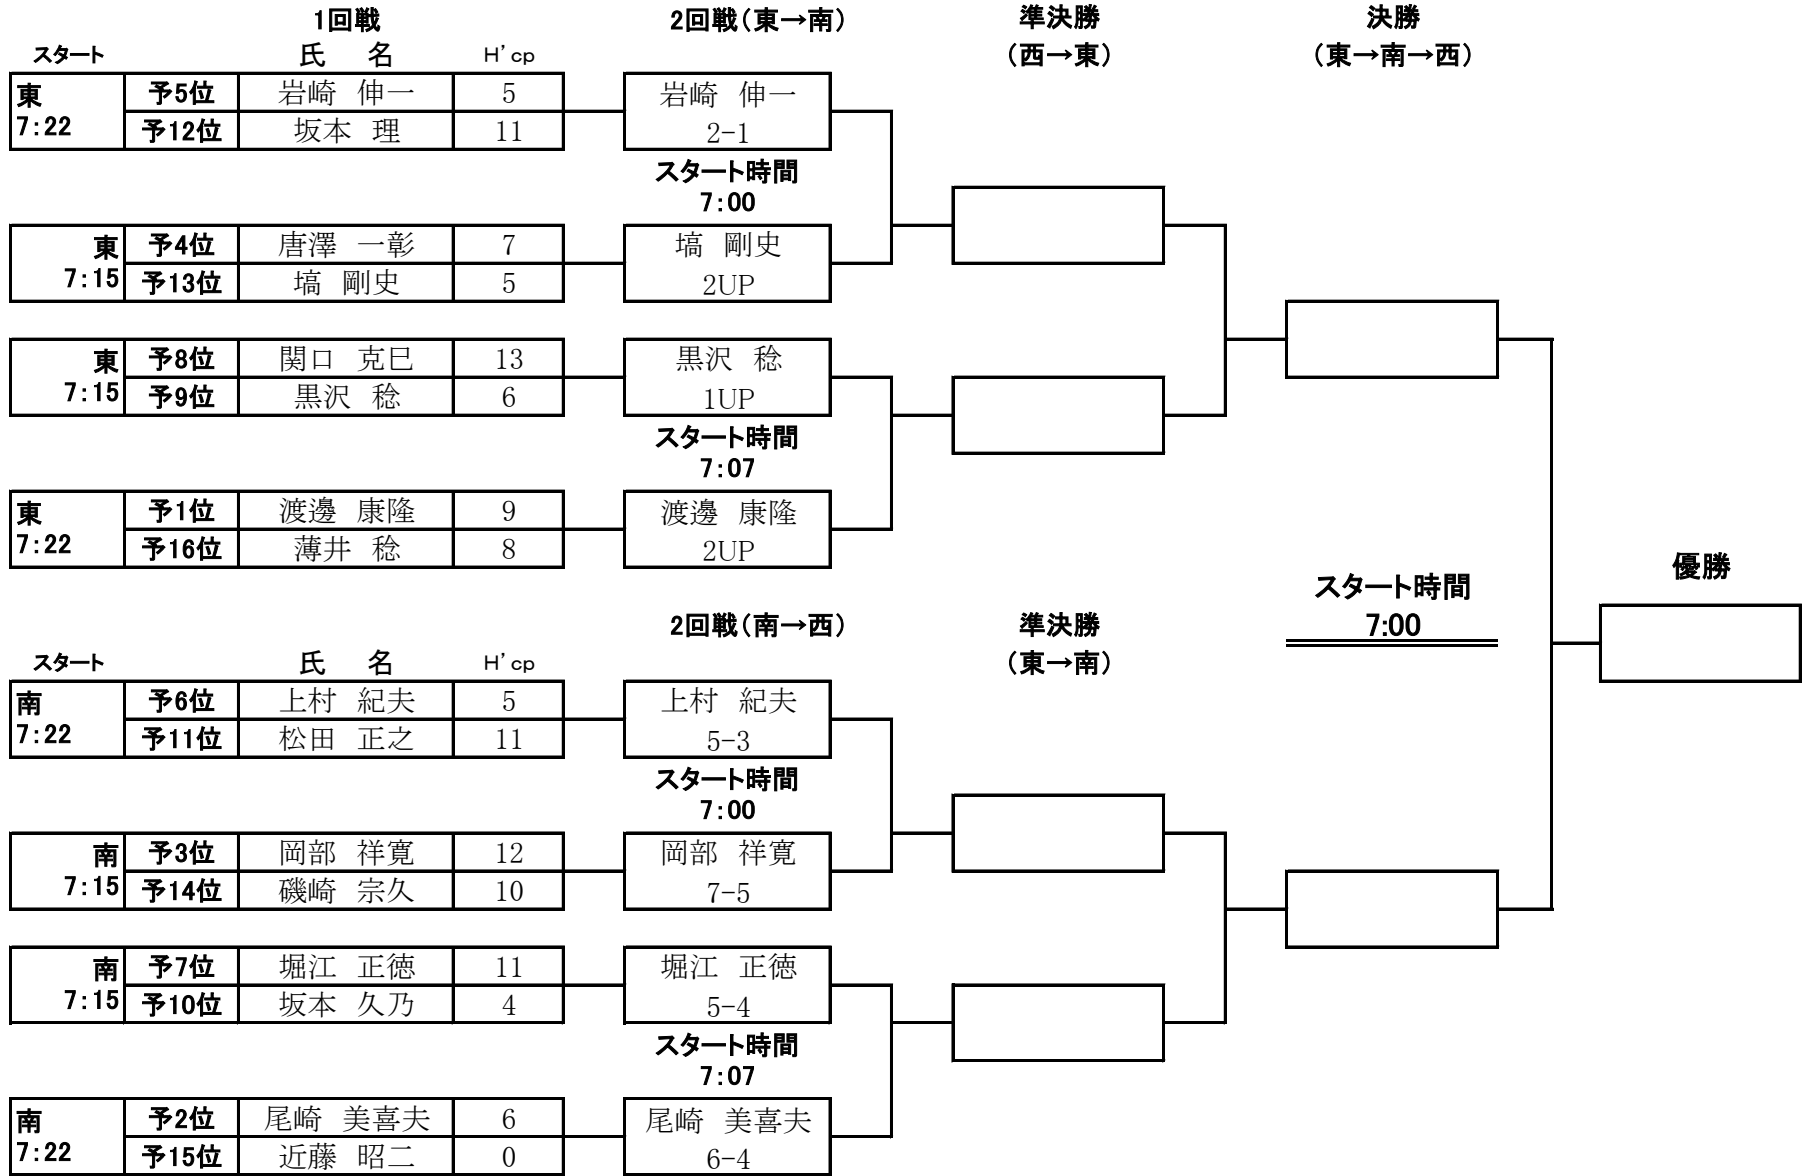 1回戦 2回戦（東→南） 準決勝 決勝
スタート 氏　名 H’cp （西→東） （東→南→西）
東 予5位 岩崎　伸一 5 岩崎　伸一
7：22 予12位 坂本　理 11 2-1
スタート時間
7：00
東 予4位 唐澤　一彰 7 塙　剛史
7：15 予13位 塙　剛史 5 2UP
東 予8位 関口　克巳 13 黒沢　稔
7：15 予9位 黒沢　稔 6 1UP
スタート時間
7：07
東 予1位 渡邊　康隆 9 渡邊　康隆
7：22 予16位 薄井　稔 8 2UP
優勝
スタート時間
2回戦（南→西） 準決勝 7:00
スタート 氏　名 H’cp （東→南）
南 予6位 上村　紀夫 5 上村　紀夫
7：22 予11位 松田　正之 11 5-3
スタート時間
7：00
南 予3位 岡部　祥寛 12 岡部　祥寛
7：15 予14位 磯崎　宗久 10 7-5
南 予7位 堀江　正徳 11 堀江　正徳
7：15 予10位 坂本　久乃 4 5-4
スタート時間
7：07
南 予2位 尾崎　美喜夫 6 尾崎　美喜夫
7：22 予15位 近藤　昭二 0 6-4